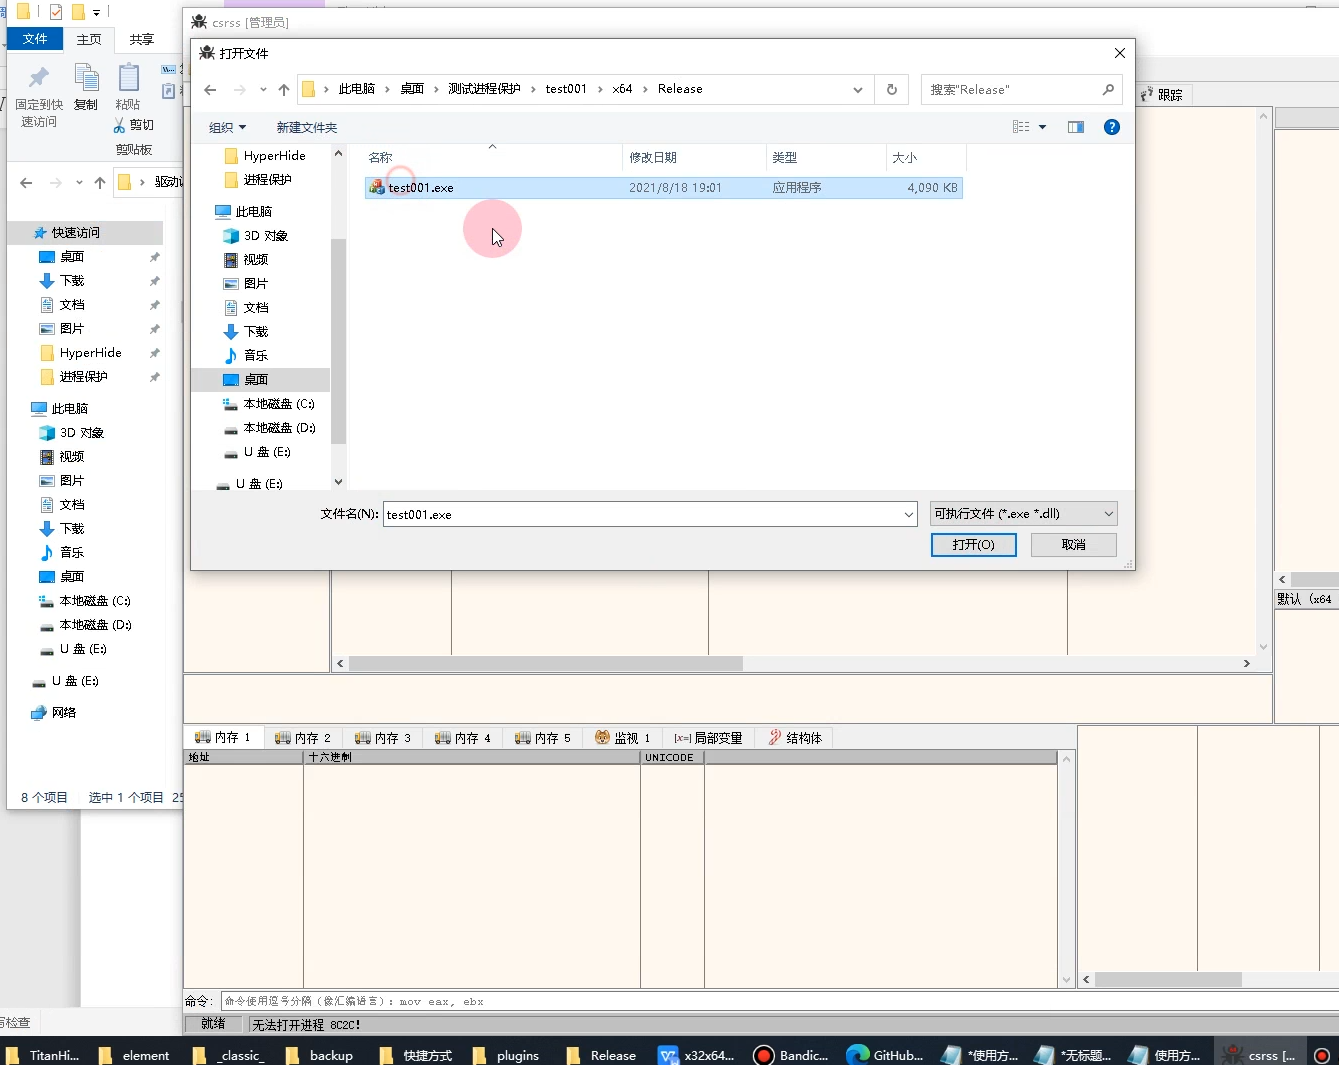 csrss [管理员]
打开文件
文件
主页
共享
固定到快
速访问
复制
粘贴
剪切
剪贴板
此电脑 › 桌面 › 测试进程保护 › test001 › x64 › Release
搜索"Release"
跟踪
组织
新建文件夹
名称
修改日期
类型
大小
test001.exe
2021/8/18 19:01
应用程序
4,090 KB
HyperHide
进程保护
此电脑
3D 对象
视频
图片
文档
下载
音乐
桌面
本地磁盘 (C:)
本地磁盘 (D:)
U 盘 (E:)
U 盘 (E:)
文件名(N):
test001.exe
可执行文件 (*.exe *.dll)
打开(O)
取消
快速访问
桌面
下载
文档
图片
HyperHide
进程保护
此电脑
3D 对象
视频
图片
文档
下载
音乐
桌面
本地磁盘 (C:)
本地磁盘 (D:)
U 盘 (E:)
U 盘 (E:)
网络
8 个项目
选中 1 个项目
默认 (x64
内存 1
内存 2
内存 3
内存 4
内存 5
监视 1
[x=]局部变量
结构体
地址
十六进制
UNICODE
命令:
命令使用逗号分隔（像汇编语言）: mov eax, ebx
就绪
无法打开进程 8C2C!
TitanHi...
element
_classic_
backup
快捷方式
plugins
Release
x32x64...
Bandic...
GitHub...
*使用方...
*无标题...
使用方...
csrss [...